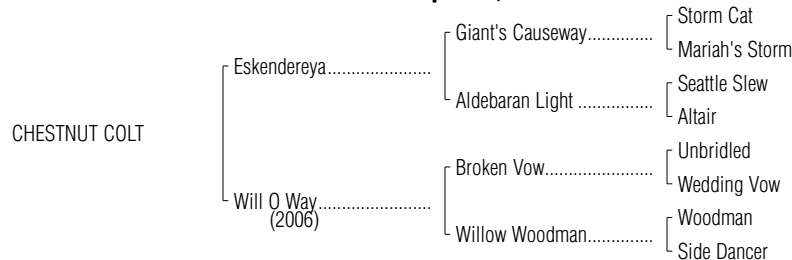 Storm Cat
Giant's Causeway..............
Mariah's Storm
Eskendereya......................
Seattle Slew
Aldebaran Light ................
Altair
CHESTNUT COLT
Unbridled
Broken Vow.......................
Wedding Vow
Will O Way........................
(2006)
Woodman
Willow Woodman..............
Side Dancer